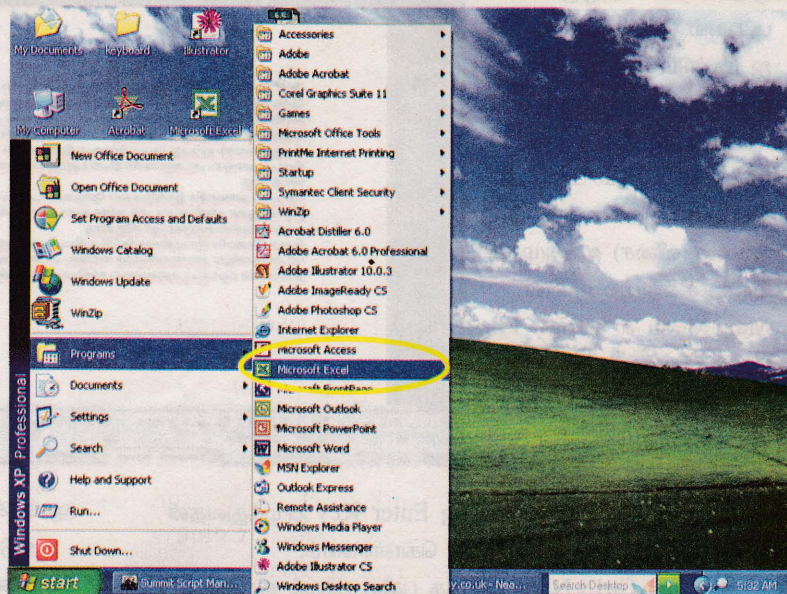 My Documents
keyboard
Illustrator
My Computer
Acrobat
Microsoft Excel
New Office Document
Open Office Document
Set Program Access and Defaults
Windows Catalog
Windows Update
WinZip
Programs
Documents
Settings
Search
Help and Support
Run...
Shut Down...
Windows XP Professional
Accessories
Adobe
Adobe Acrobat
Corel Graphics Suite 11
Games
Microsoft Office Tools
PrintMe Internet Printing
Startup
Symantec Client Security
WinZip
Acrobat Distiller 6.0
Adobe Acrobat 6.0 Professional
Adobe Illustrator 10.0.3
Adobe ImageReady CS
Adobe Photoshop CS
Internet Explorer
Microsoft Access
Microsoft Excel
Microsoft FrontPage
Microsoft Outlook
Microsoft PowerPoint
Microsoft Word
MSN Explorer
Outlook Express
Remote Assistance
Windows Media Player
Windows Messenger
Adobe Illustrator CS
Windows Desktop Search
start
Summit Script Man...
y.co.uk - Nea...
Search Desktop
5:32 AM